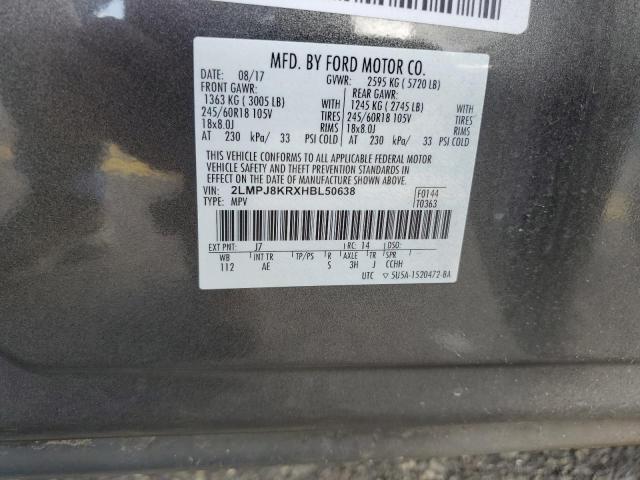 MFD. BY FORD MOTOR CO.
DATE: 08/17 GVWR: 2595 KG ( 5720 LB)
FRONT GAWR: REAR GAWR:
1363 KG ( 3005 LB) WITH 1245 KG ( 2745 LB) WITH
245/60R18 105V TIRES 245/60R18 105V TIRES
18x8.0J RIMS 18x8.0J RIMS
AT 230 kPa/ 33 PSI COLD AT 230 kPa/ 33 PSI COLD
THIS VEHICLE CONFORMS TO ALL APPLICABLE FEDERAL MOTOR
VEHICLE SAFETY AND THEFT PREVENTION STANDARDS IN
EFFECT ON THE DATE OF MANUFACTURE SHOWN ABOVE.
VIN: 2LMPJ8KRXHBL50638 F0144
TYPE: MPV T0363
EXT PNT: J7 RC: 14 DSO:
WB INT TR TP/PS R AXLE TR SPR
112 AE S 3H J CCHH
UTC ▽ 5U5A-1520472-BA